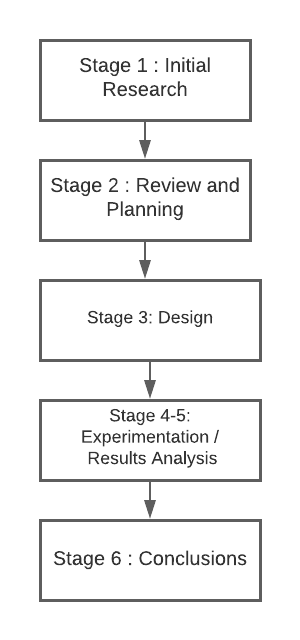 Stage 1 : Initial
Research
Stage 2 : Review and
Planning
Stage 3: Design
Stage 4-5:
Experimentation /
Results Analysis
Stage 6 : Conclusions